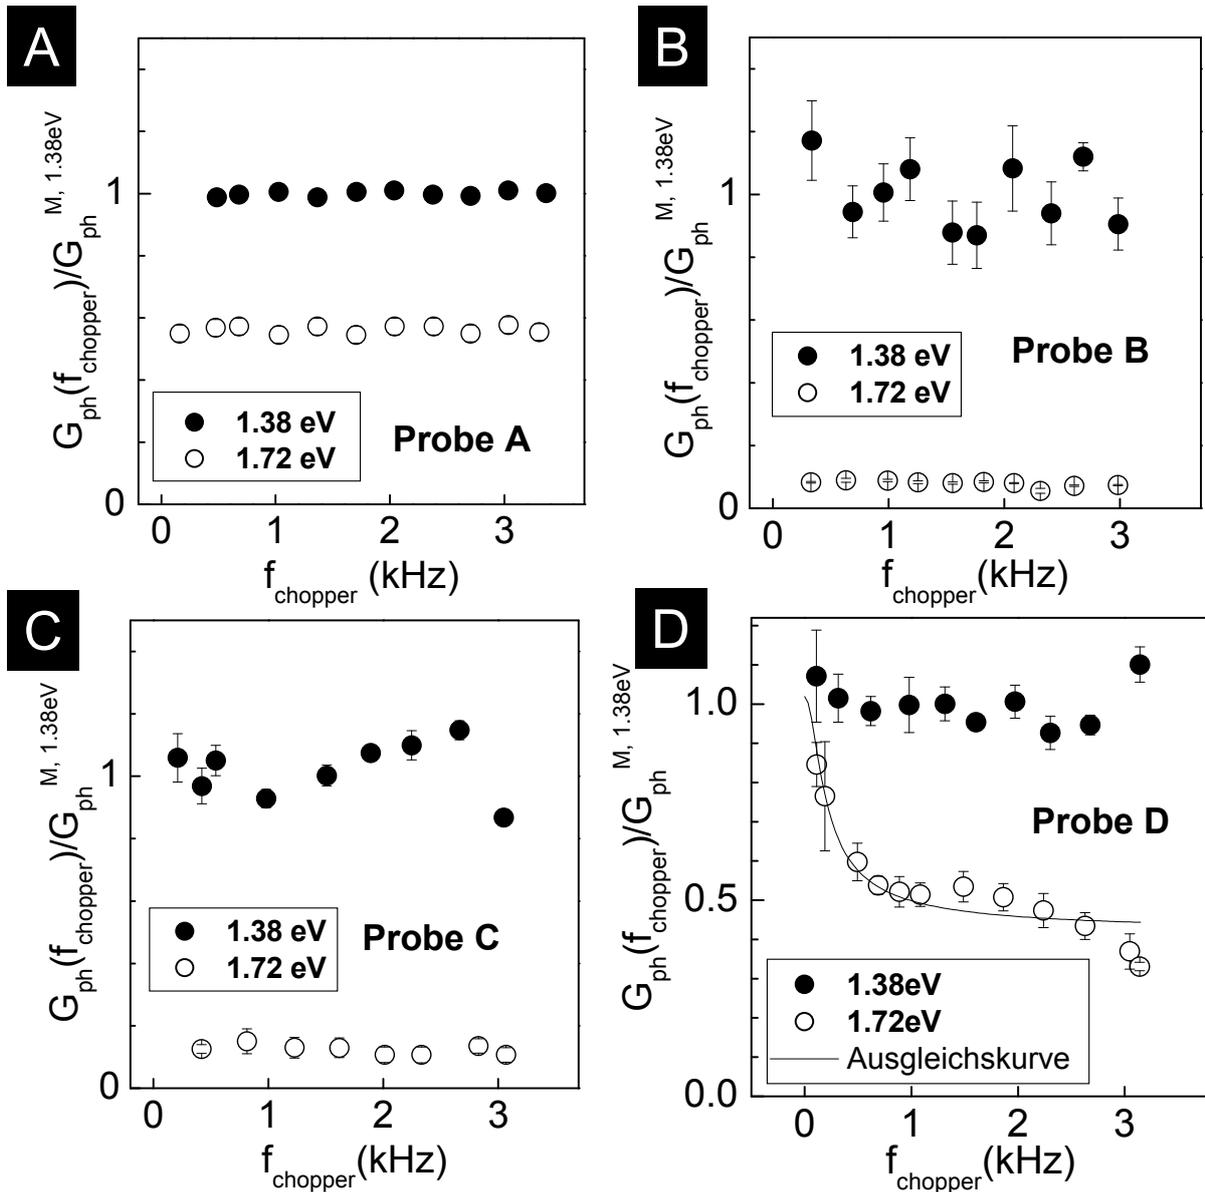 A
G_ph(f_chopper)/G_ph^M, 1.38eV
1
0
1.38 eV
1.72 eV
Probe A
0 1 2 3
f_chopper (kHz)
B
G_ph(f_chopper)/G_ph^M, 1.38eV
1
0
1.38 eV
1.72 eV
Probe B
0 1 2 3
f_chopper(kHz)
C
G_ph(f_chopper)/G_ph^M, 1.38eV
1
0
1.38 eV
1.72 eV
Probe C
0 1 2 3
f_chopper(kHz)
D
G_ph(f_chopper)/G_ph^M, 1.38eV
1.0
0.5
0.0
Probe D
1.38eV
1.72eV
Ausgleichskurve
0 1 2 3
f_chopper(kHz)